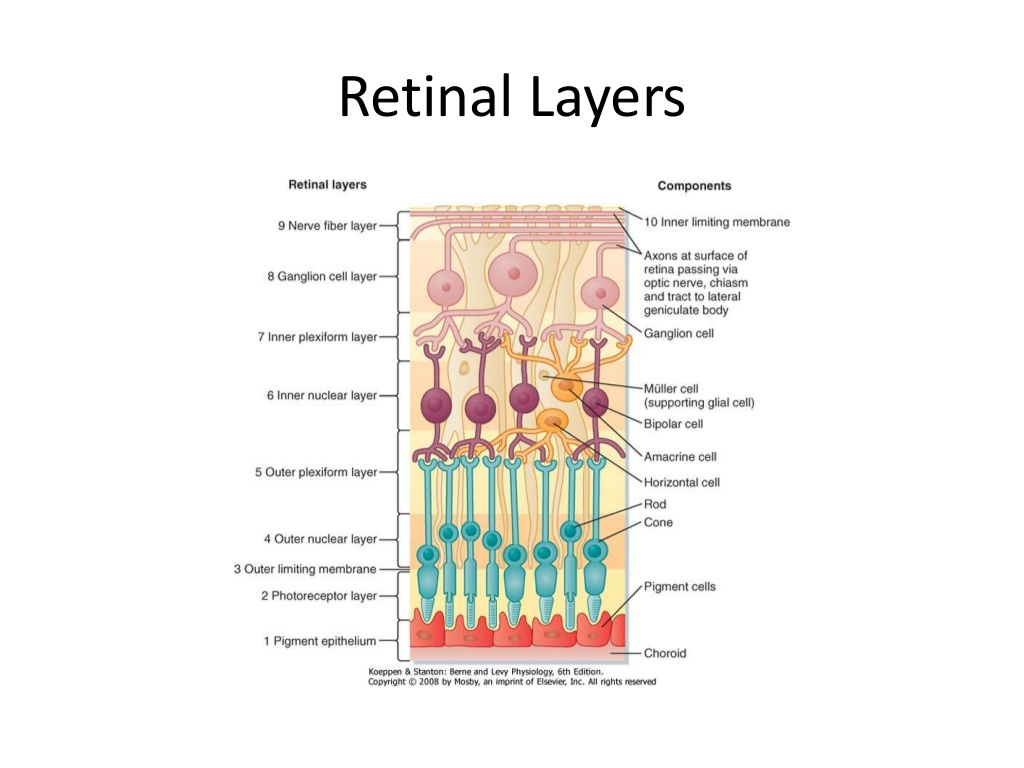 Retinal Layers
Retinal layers
Components
9 Nerve fiber layer
10 Inner limiting membrane
Axons at surface of
retina passing via
optic nerve, chiasm
and tract to lateral
geniculate body
8 Ganglion cell layer
Ganglion cell
7 Inner plexiform layer
Müller cell
(supporting glial cell)
6 Inner nuclear layer
Bipolar cell
Amacrine cell
5 Outer plexiform layer
Horizontal cell
Rod
Cone
4 Outer nuclear layer
3 Outer limiting membrane
Pigment cells
2 Photoreceptor layer
1 Pigment epithelium
Choroid
Koeppen & Stanton: Berne and Levy Physiology, 6th Edition.
Copyright © 2008 by Mosby, an imprint of Elsevier, Inc. All rights reserved